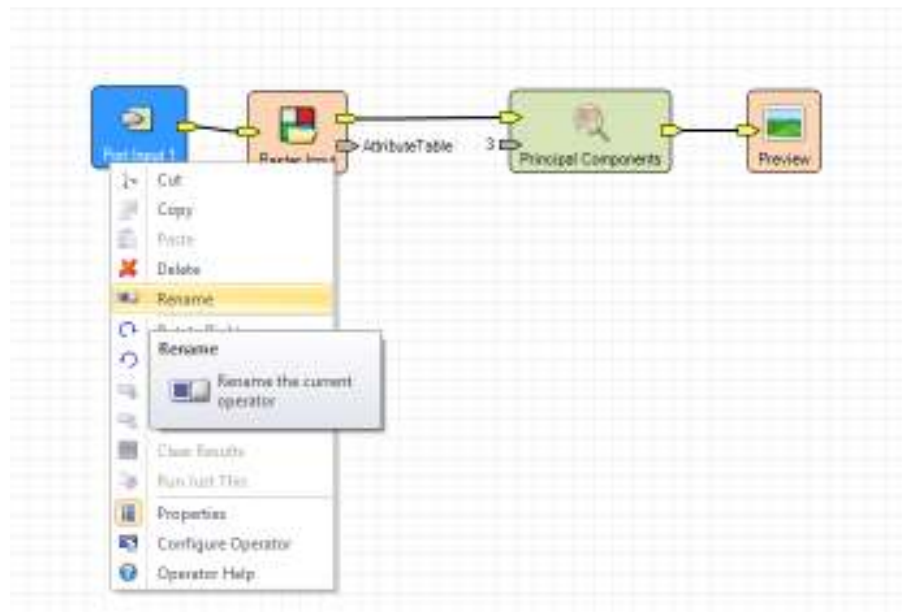 Port Input 1
Raster Input
AttributeTable
3
Principal Components
Preview
Cut
Copy
Paste
Delete
Rename
Rename
Rename the current
operator
Clear Results
Run Just This
Properties
Configure Operator
Operator Help